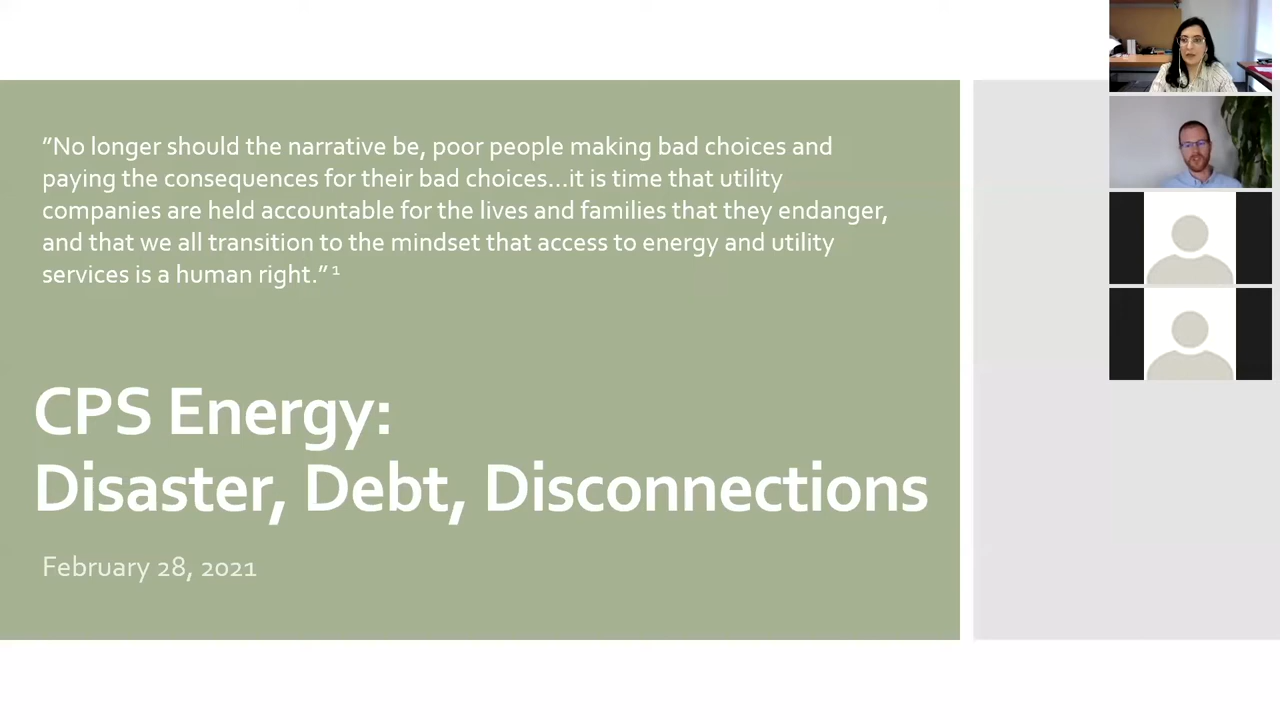 ”No longer should the narrative be, poor people making bad choices and
paying the consequences for their bad choices…it is time that utility
companies are held accountable for the lives and families that they endanger,
and that we all transition to the mindset that access to energy and utility
services is a human right.” ¹
CPS Energy:
Disaster, Debt, Disconnections
February 28, 2021